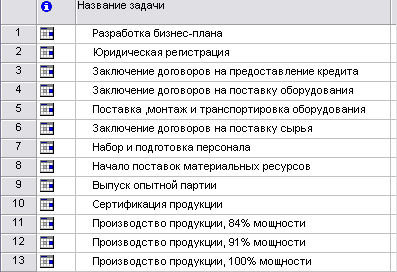 Название задачи
1 Разработка бизнес-плана
2 Юридическая регистрация
3 Заключение договоров на предоставление кредита
4 Заключение договоров на поставку оборудования
5 Поставка ,монтаж и транспортировка оборудования
6 Заключение договоров на поставку сырья
7 Набор и подготовка персонала
8 Начало поставок материальных ресурсов
9 Выпуск опытной партии
10 Сертификация продукции
11 Производство продукции, 84% мощности
12 Производство продукции, 91% мощности
13 Производство продукции, 100% мощности